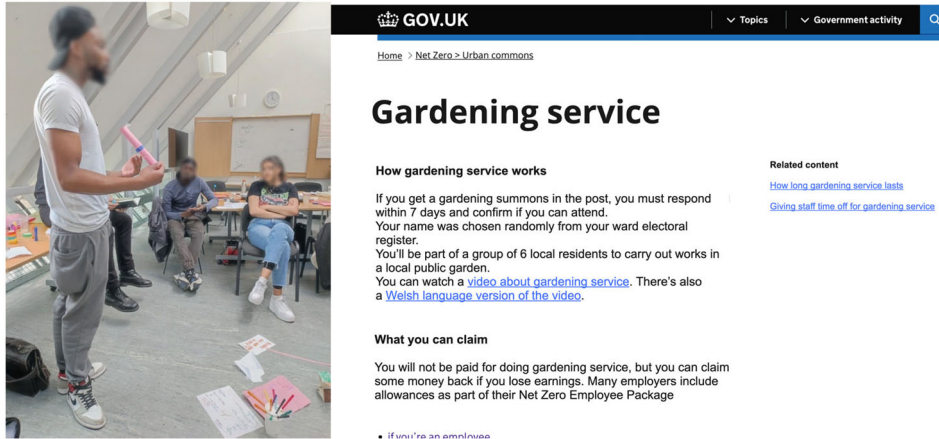 GOV.UK
Topics
Government activity
Home > Net Zero > Urban commons
Gardening service
How gardening service works
If you get a gardening summons in the post, you must respond
within 7 days and confirm if you can attend.
Your name was chosen randomly from your ward electoral
register.
You'll be part of a group of 6 local residents to carry out works in
a local public garden.
You can watch a video about gardening service. There's also
a Welsh language version of the video.
What you can claim
You will not be paid for doing gardening service, but you can claim
some money back if you lose earnings. Many employers include
allowances as part of their Net Zero Employee Package
• if you're an employee
Related content
How long gardening service lasts
Giving staff time off for gardening service